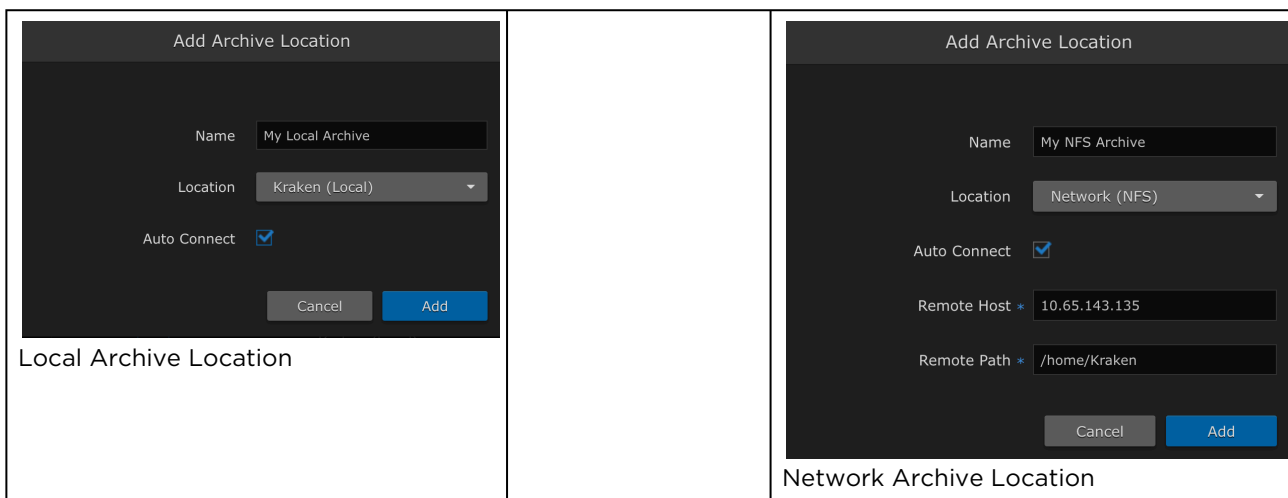 Add Archive Location
Name My Local Archive
Location Kraken (Local)
Auto Connect
Cancel Add
Local Archive Location
Add Archive Location
Name My NFS Archive
Location Network (NFS)
Auto Connect
Remote Host * 10.65.143.135
Remote Path * /home/Kraken
Cancel Add
Network Archive Location